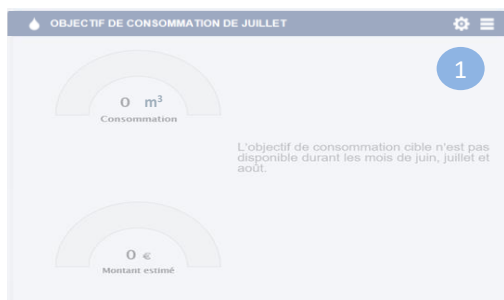 OBJECTIF DE CONSOMMATION DE JUILLET
1
0 m³
Consommation
L'objectif de consommation cible n'est pas
disponible durant les mois de juin, juillet et
août.
0 €
Montant estimé